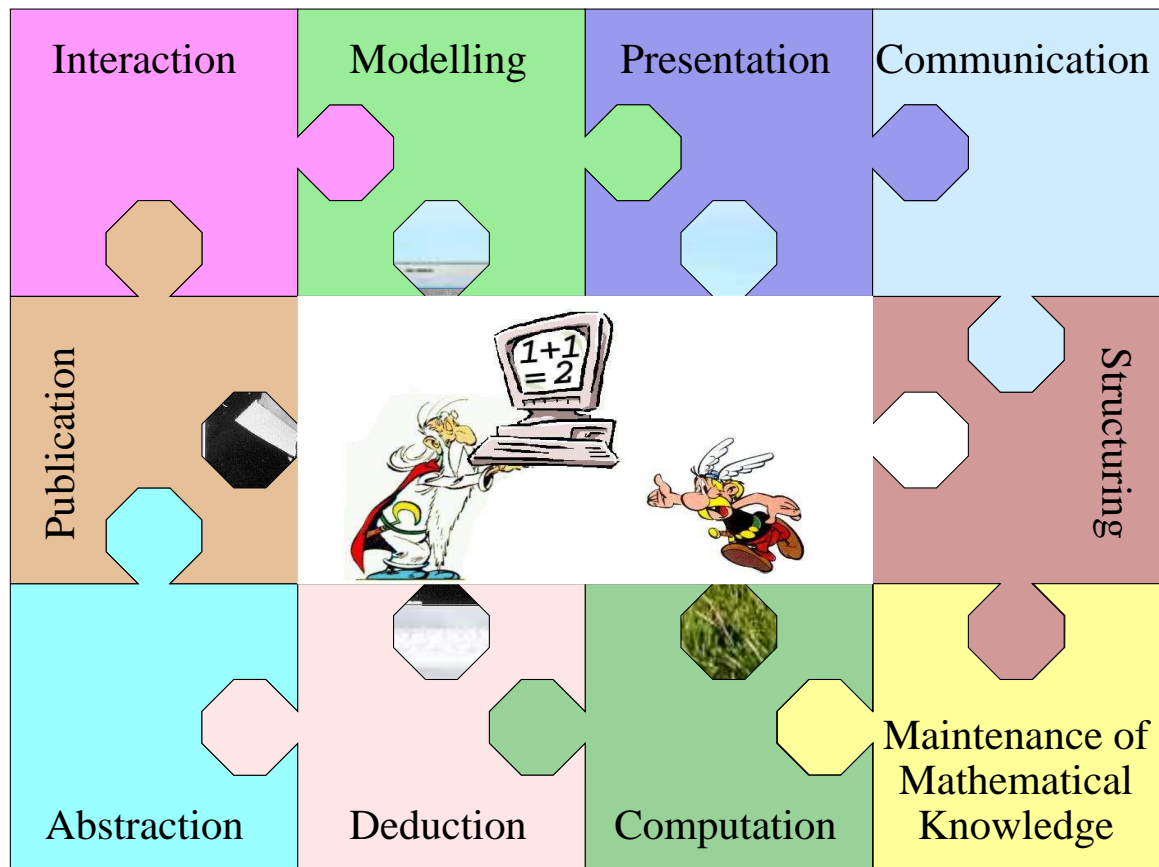 Interaction
Modelling
Presentation
Communication
Publication
1+1
= 2
Structuring
Abstraction
Deduction
Computation
Maintenance of
Mathematical
Knowledge